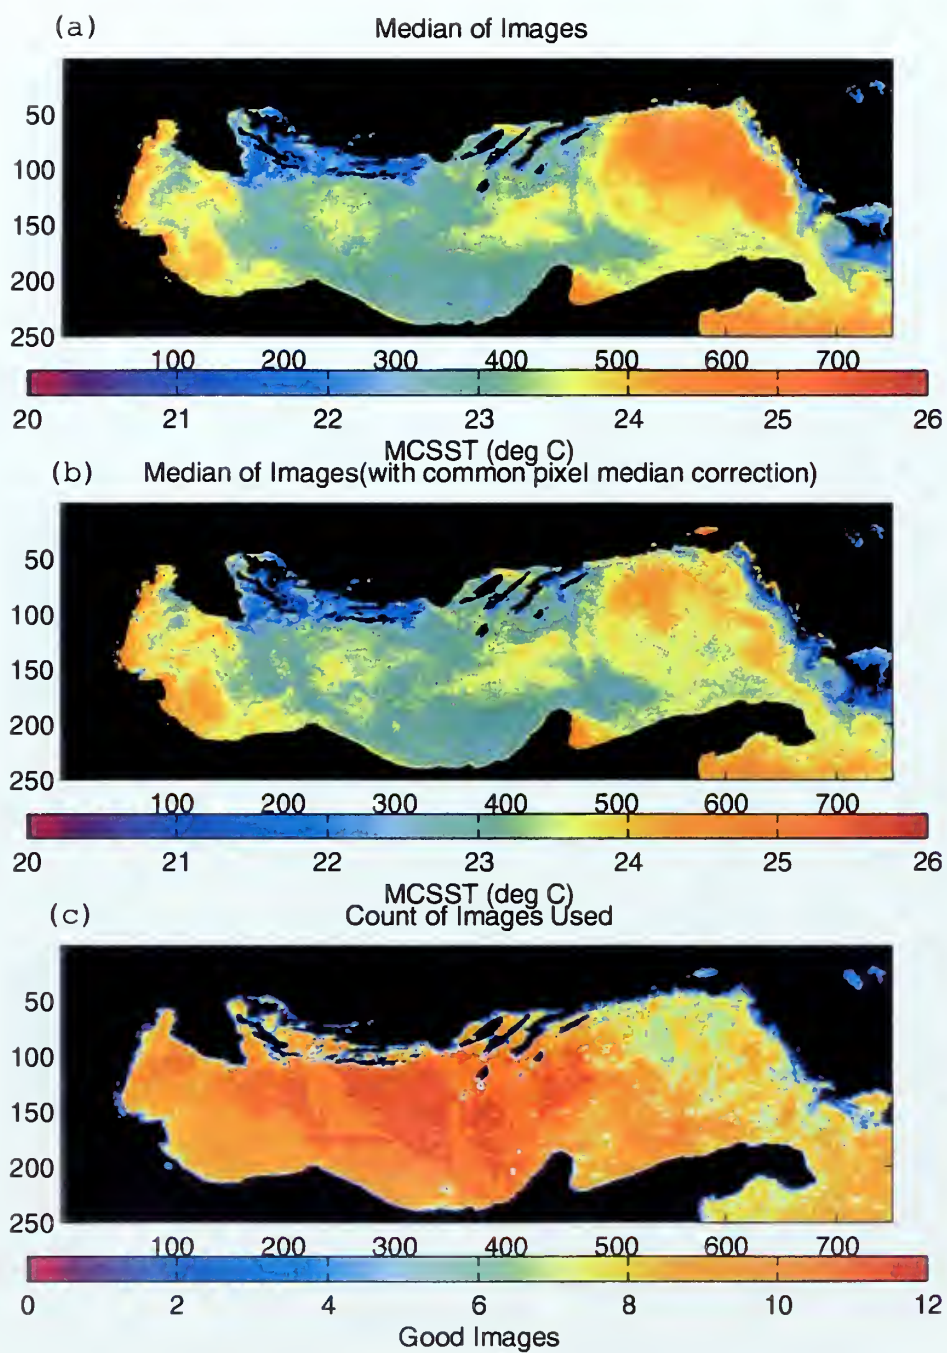 (a) Median of Images
50
100
150
200
250
100 200 300 400 500 600 700
20 21 22 23 24 25 26
MCSST (deg C)
(b) Median of Images(with common pixel median correction)
50
100
150
200
250
100 200 300 400 500 600 700
20 21 22 23 24 25 26
MCSST (deg C)
(c) Count of Images Used
50
100
150
200
250
100 200 300 400 500 600 700
0 2 4 6 8 10 12
Good Images